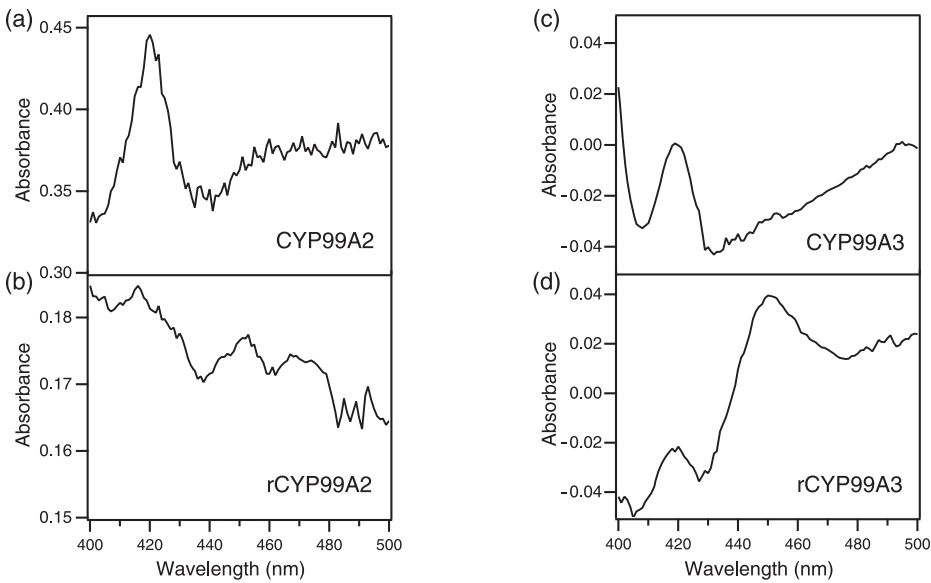 (a)
0.45
0.40
0.35
0.30
Absorbance
CYP99A2
(b)
0.18
0.17
0.16
0.15
Absorbance
rCYP99A2
400 420 440 460 480 500
Wavelength (nm)
(c)
0.04
0.02
0.00
-0.02
-0.04
Absorbance
CYP99A3
(d)
0.04
0.02
0.00
-0.02
-0.04
Absorbance
rCYP99A3
400 420 440 460 480 500
Wavelength (nm)